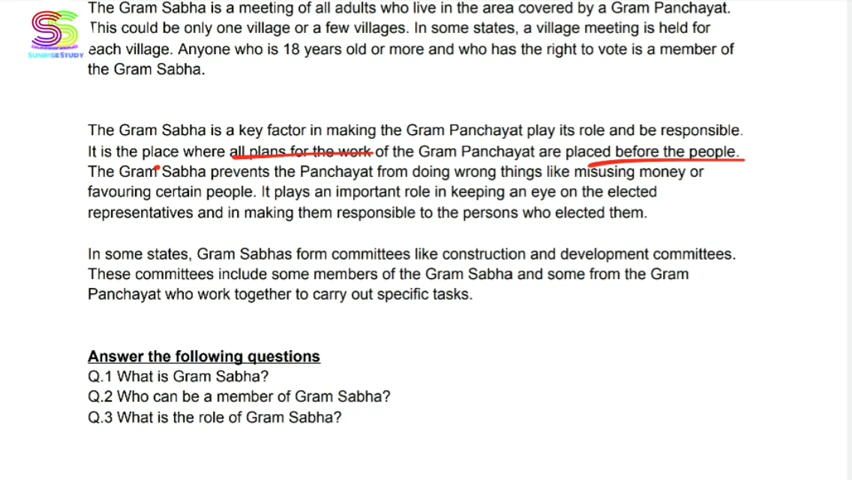 The Gram Sabha is a meeting of all adults who live in the area covered by a Gram Panchayat.
This could be only one village or a few villages. In some states, a village meeting is held for
each village. Anyone who is 18 years old or more and who has the right to vote is a member of
the Gram Sabha.
SUNRISE STUDY
The Gram Sabha is a key factor in making the Gram Panchayat play its role and be responsible.
It is the place where all plans for the work of the Gram Panchayat are placed before the people.
The Gram Sabha prevents the Panchayat from doing wrong things like misusing money or
favouring certain people. It plays an important role in keeping an eye on the elected
representatives and in making them responsible to the persons who elected them.
In some states, Gram Sabhas form committees like construction and development committees.
These committees include some members of the Gram Sabha and some from the Gram
Panchayat who work together to carry out specific tasks.
Answer the following questions
Q.1 What is Gram Sabha?
Q.2 Who can be a member of Gram Sabha?
Q.3 What is the role of Gram Sabha?